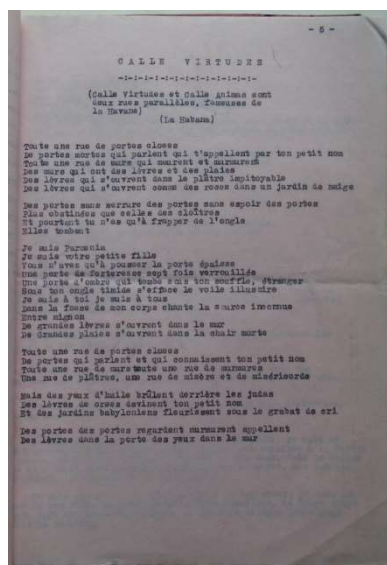 - 5 -
CALLE VIRTUDES
-:-:-:-:-:-:-:-:-:-:-:-:-:-
(Calle Virtudes et Calle Animas sont
deux rues parallèles, fameuses de
la Havane)
(La Habana)
Toute une rue de portes closes
De portes mortes qui parlent qui t'appellent par ton petit nom
Toute une rue de murs qui meurent et murmurent
Des murs qui ont des lèvres et des plaies
Des lèvres qui s'ouvrent dans le plâtre impitoyable
Des lèvres qui s'ouvrent comme des roses dans un jardin de neige
Des portes sans serrure des portes sans espoir des portes
Plus obstinées que celles des cloîtres
Et pourtant tu n'as qu'à frapper de l'ongle
Elles tombent
Je suis
Je suis votre petite fille
Vous n'avez qu'à pousser la porte épaisse
Une porte de forteresse sept fois verrouillée
Une porte d'ombre qui tombe sous ton souffle, étranger
Sous ton ongle timide s'efface le voile illusoire
Je suis à toi je suis à tous
Dans la fosse de mon corps chante la source inconnue
Entre mignon
De grandes lèvres s'ouvrent dans le mur
De Grandes plaies s'ouvrent dans la chair morte
Toute une rue de portes closes
De portes qui parlent et qui connaissent ton petit nom
Toute une rue de murs toute une rue de murmures
Une rue de plâtres, une rue de misère et de miséricorde
Mais des yeux d'huile brûlent derrière les judas
Des lèvres de devinent ton petit nom
Et des jardins babyloniens fleurissent sous le grabat de cri
Des portes des portes regardent murmurent appellent
Des lèvres dans la porte des yeux dans le mur